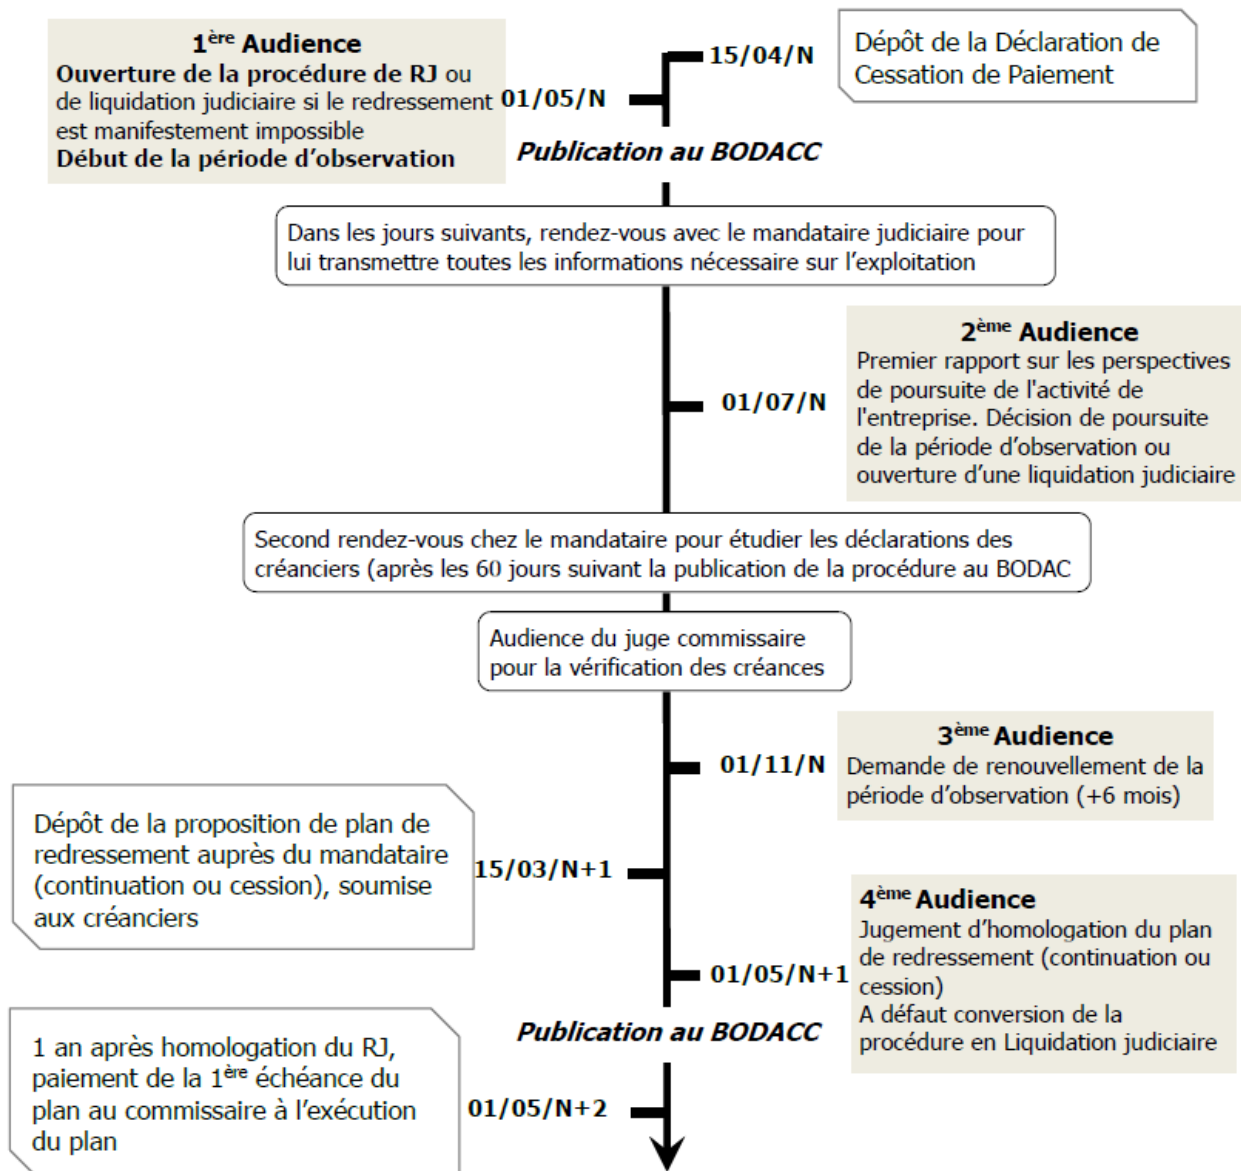 1ère Audience
Ouverture de la procédure de RJ ou
de liquidation judiciaire si le redressement
est manifestement impossible
Début de la période d'observation
15/04/N
Dépôt de la Déclaration de
Cessation de Paiement
01/05/N
Publication au BODACC
Dans les jours suivants, rendez-vous avec le mandataire judiciaire pour
lui transmettre toutes les informations nécessaire sur l'exploitation
2ème Audience
Premier rapport sur les perspectives
de poursuite de l'activité de
l'entreprise. Décision de poursuite
de la période d'observation ou
ouverture d'une liquidation judiciaire
01/07/N
Second rendez-vous chez le mandataire pour étudier les déclarations des
créanciers (après les 60 jours suivant la publication de la procédure au BODAC
Audience du juge commissaire
pour la vérification des créances
3ème Audience
Demande de renouvellement de la
période d'observation (+6 mois)
01/11/N
Dépôt de la proposition de plan de
redressement auprès du mandataire
(continuation ou cession), soumise
aux créanciers
15/03/N+1
4ème Audience
Jugement d'homologation du plan
de redressement (continuation ou
cession)
A défaut conversion de la
procédure en Liquidation judiciaire
01/05/N+1
Publication au BODACC
1 an après homologation du RJ,
paiement de la 1ère échéance du
plan au commissaire à l'exécution
du plan
01/05/N+2